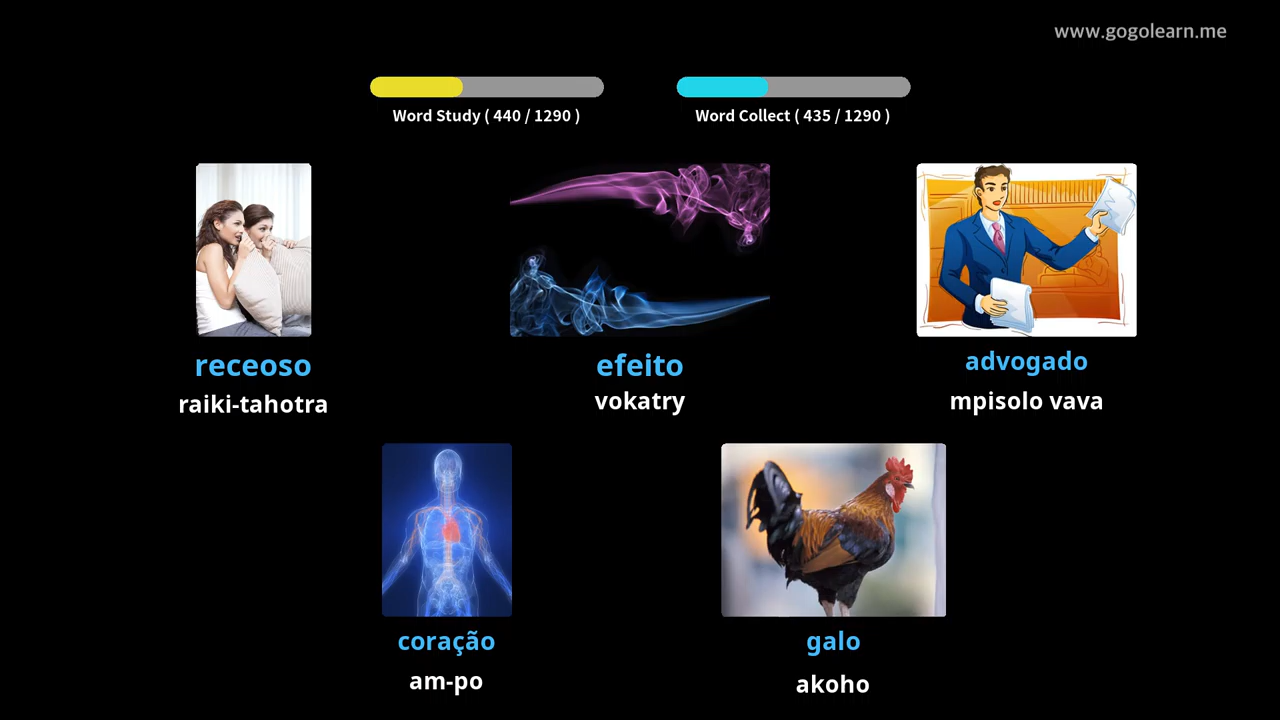 www.gogolearn.me
Word Study ( 440 / 1290 )
Word Collect ( 435 / 1290 )
receoso
raiki-tahotra
efeito
vokatry
advogado
mpisolo vava
coração
am-po
galo
akoho